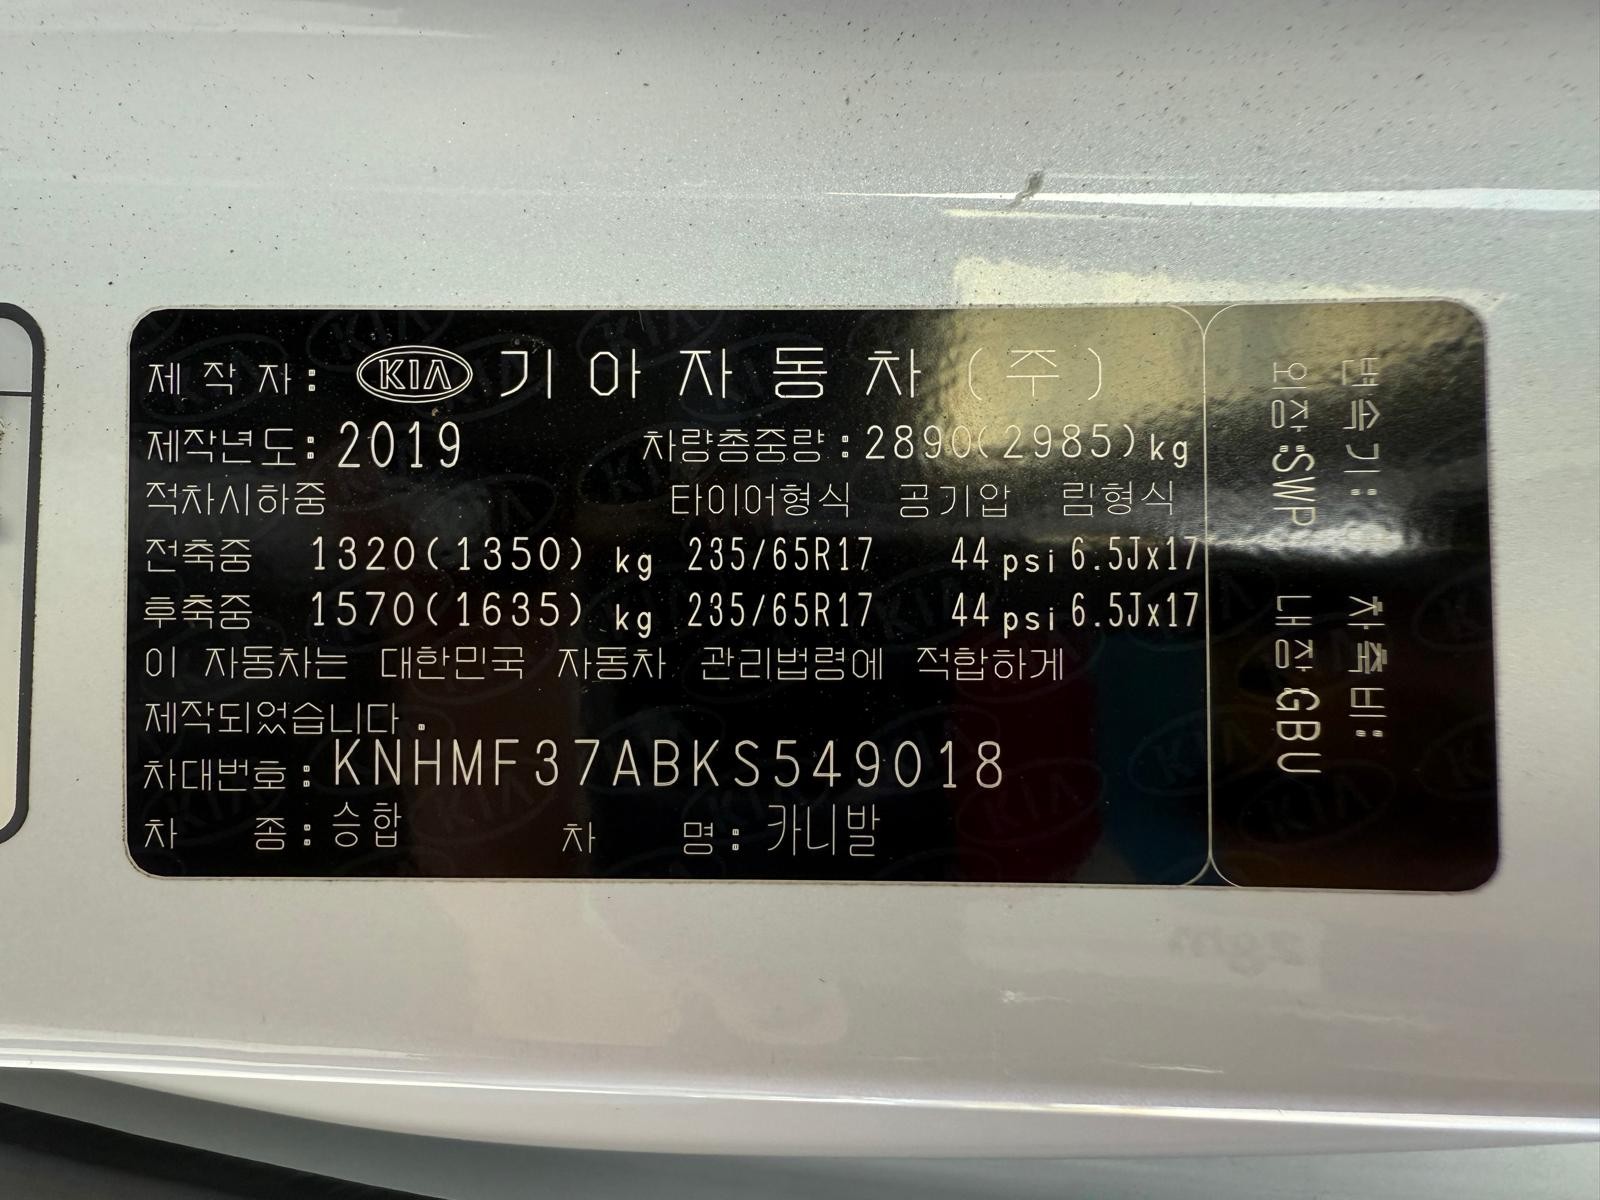 제 작 자 : KIA 기 아 자 동 차 (주)
제작년도 : 2019 차량총중량 : 2890(2985)kg
적차시하중 타이어형식 공기압 림형식
전축중 1320(1350) kg 235/65R17 44 psi 6.5Jx17
후축중 1570(1635) kg 235/65R17 44 psi 6.5Jx17
이 자동차는 대한민국 자동차 관리법령에 적합하게
제작되었습니다.
차대번호 : KNHMF37ABKS549018
차 종 : 승합 차 명 : 카니발
변속기: 차축비:
외장:SWP 내장:GBU